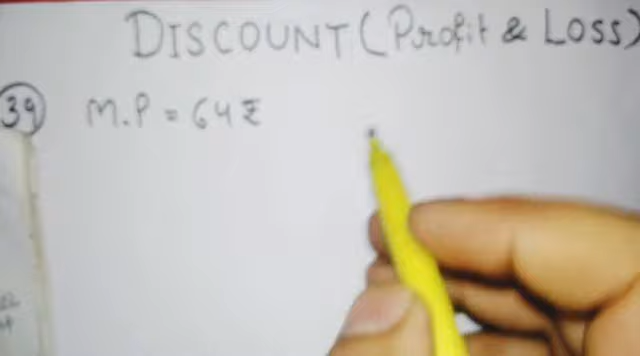 DISCOUNT (Profit & Loss)
39 M.P = 64₹